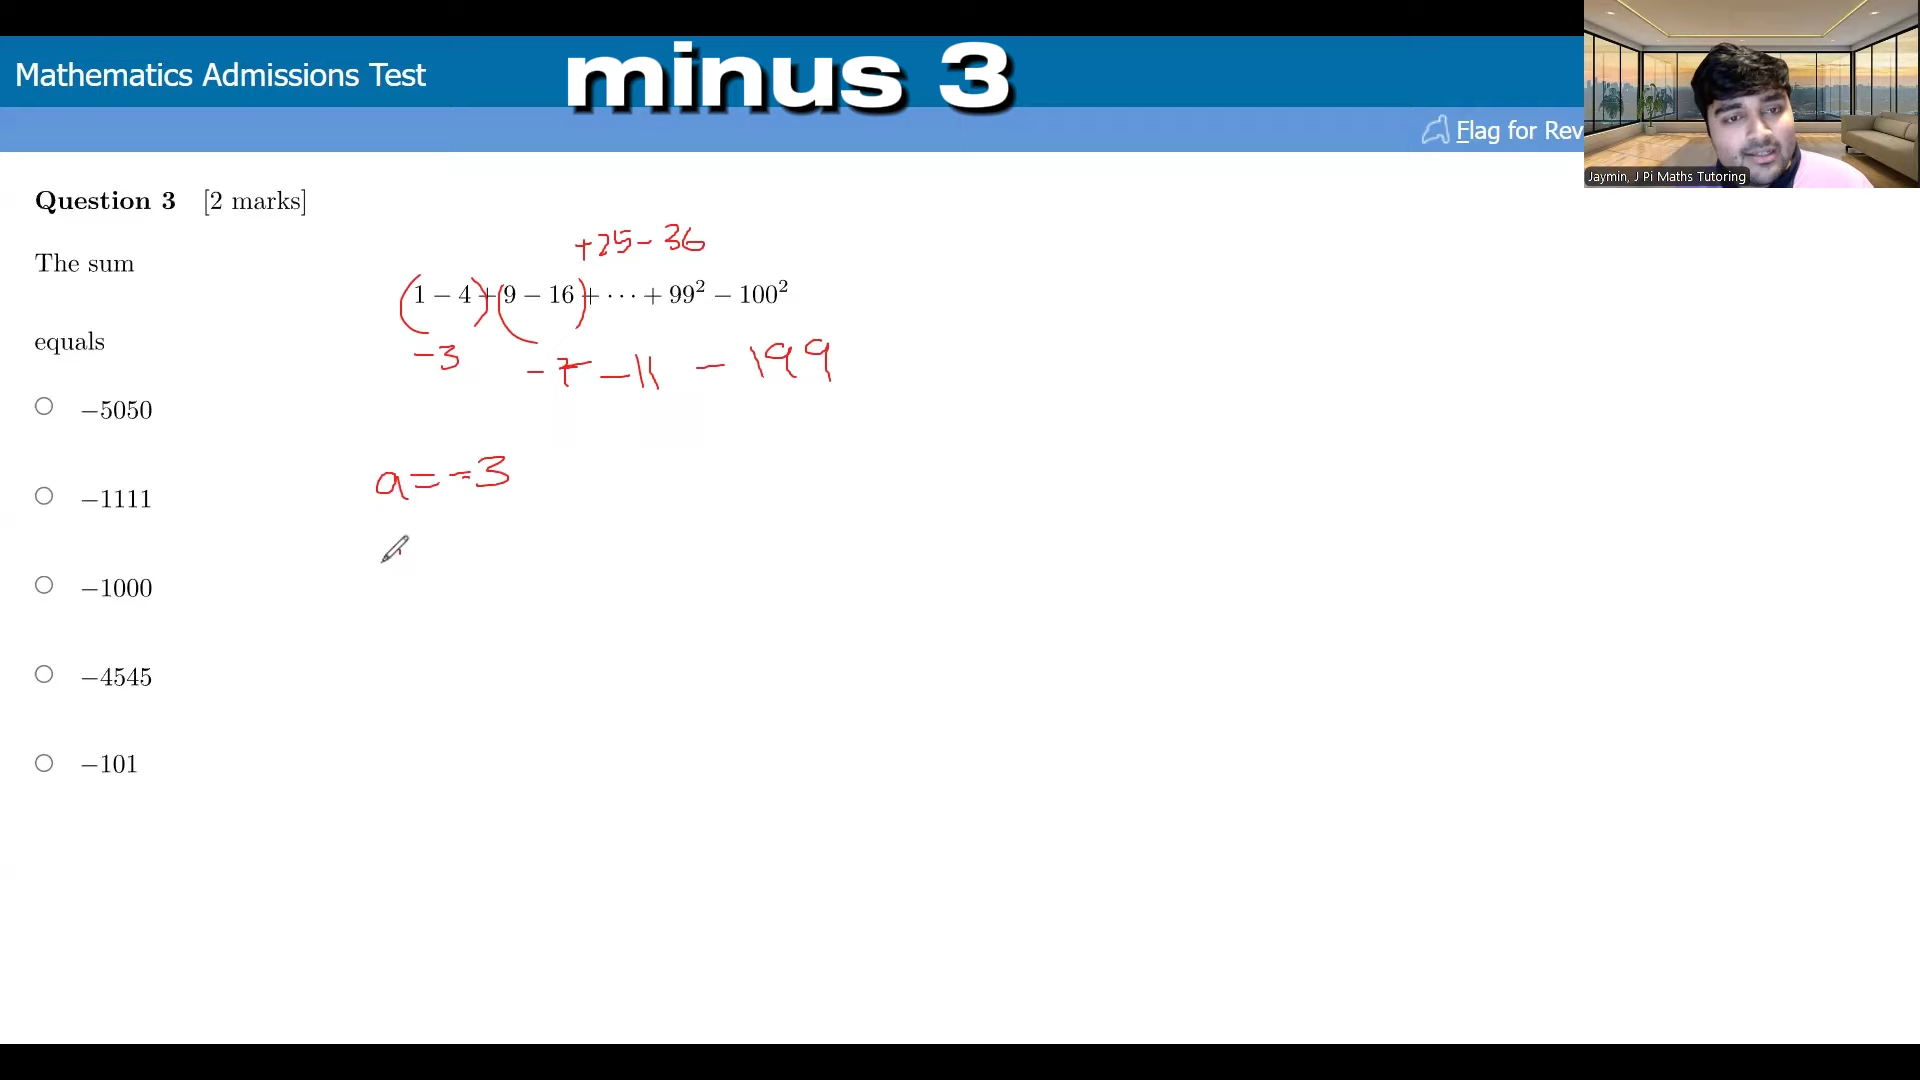 Mathematics Admissions Test
minus 3
Flag for Rev
Jaymin, J Pi Maths Tutoring
Question 3 [2 marks]
+25-36
The sum
(1 − 4)+(9 − 16)+ ⋯ + 99² − 100²
equals
-3 -7 -11 - 199
−5050
a = -3
−1111
−1000
−4545
−101